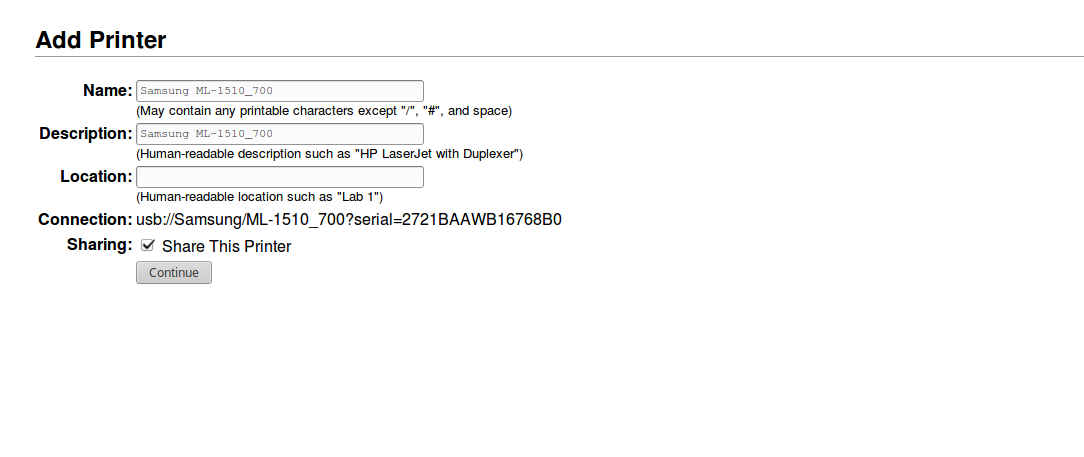 Add Printer
Name: Samsung ML-1510_700
(May contain any printable characters except "/", "#", and space)
Description: Samsung ML-1510_700
(Human-readable description such as "HP LaserJet with Duplexer")
Location:
(Human-readable location such as "Lab 1")
Connection: usb://Samsung/ML-1510_700?serial=2721BAAWB16768B0
Sharing: Share This Printer
Continue